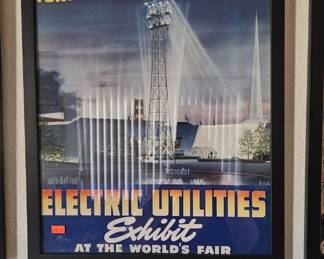 ELECTRIC UTILITIES
Exhibit
AT THE WORLD'S FAIR